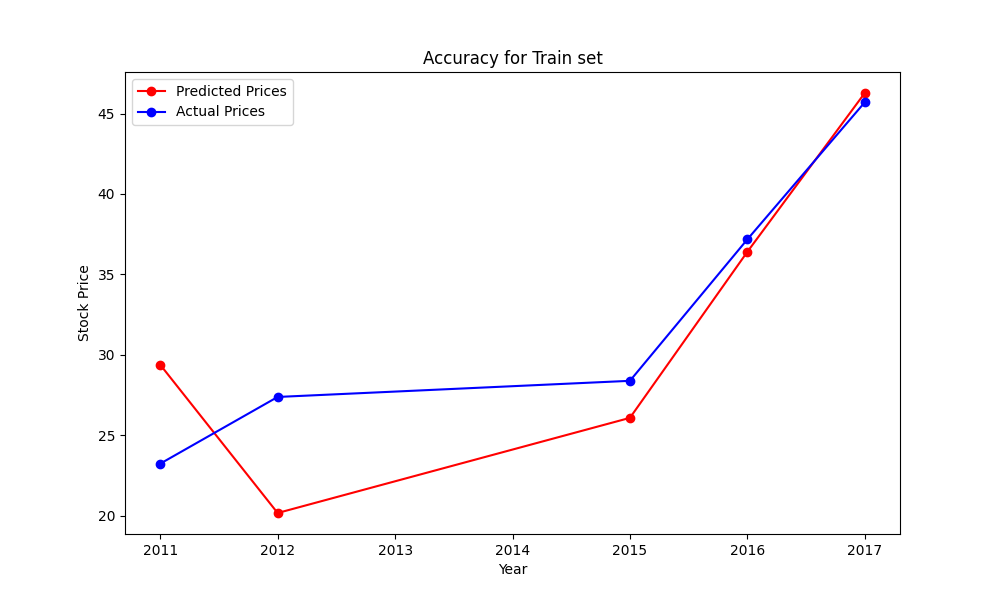 Accuracy for Train set
Predicted Prices
Actual Prices
45
40
35
30
25
20
Stock Price
2011 2012 2013 2014 2015 2016 2017
Year